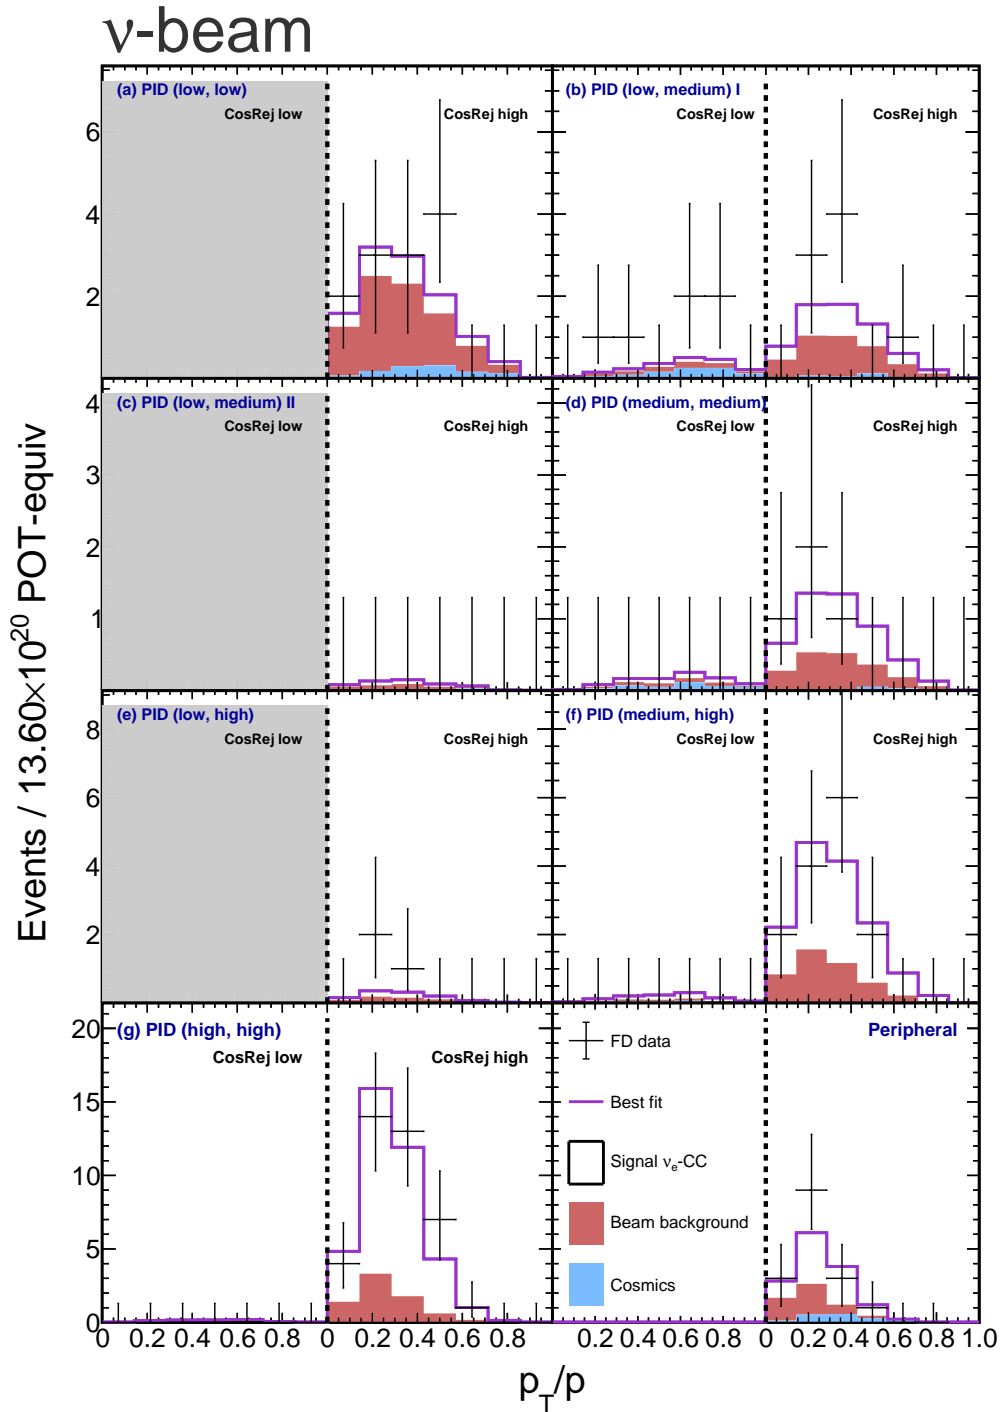 ν-beam
(a) PID (low, low)
CosRej low
CosRej high
(b) PID (low, medium) I
CosRej low
CosRej high
6
4
2
(c) PID (low, medium) II
CosRej low
CosRej high
(d) PID (medium, medium)
CosRej low
CosRej high
4
3
2
1
(e) PID (low, high)
CosRej low
CosRej high
(f) PID (medium, high)
CosRej low
CosRej high
8
6
4
2
(g) PID (high, high)
CosRej low
CosRej high
Peripheral
FD data
Best fit
Signal νe-CC
Beam background
Cosmics
20
15
10
5
0
0 0.2 0.4 0.6 0.8 0 0.2 0.4 0.6 0.8 0.2 0.4 0.6 0.8 0 0.2 0.4 0.6 0.8 1.0
Events / 13.60×10^20 POT-equiv
pT/p